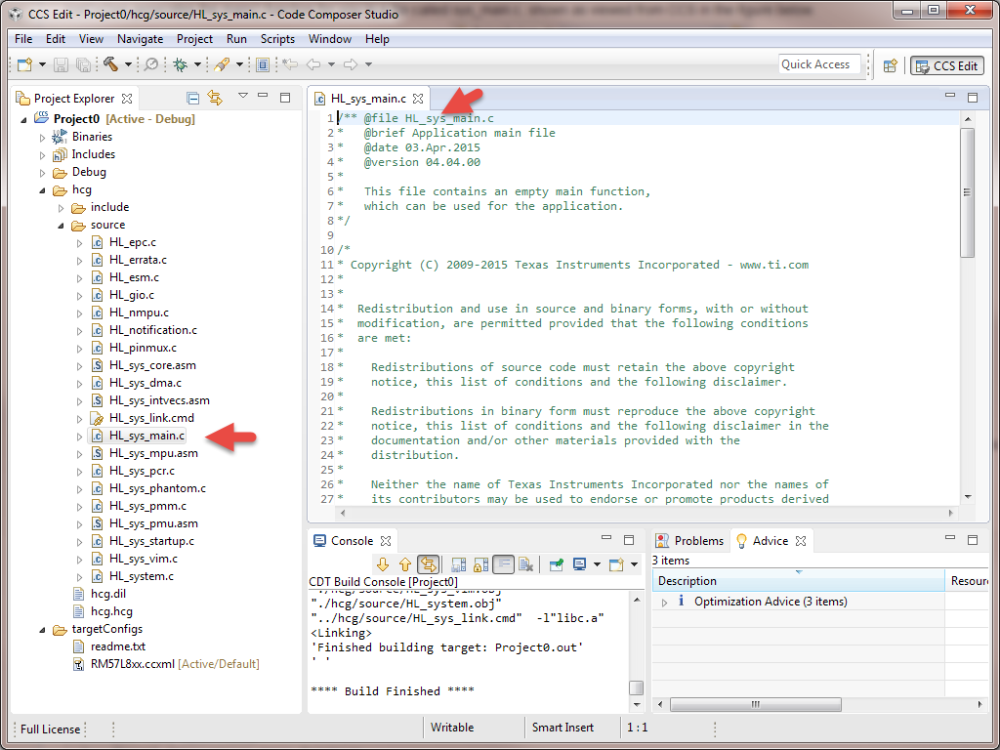 CCS Edit - Project0/hcg/source/HL_sys_main.c - Code Composer Studio
File Edit View Navigate Project Run Scripts Window Help
Quick Access
CCS Edit
Project Explorer
Project0 [Active - Debug]
Binaries
Includes
Debug
hcg
include
source
HL_epc.c
HL_errata.c
HL_esm.c
HL_gio.c
HL_nmpu.c
HL_notification.c
HL_pinmux.c
HL_sys_core.asm
HL_sys_dma.c
HL_sys_intvecs.asm
HL_sys_link.cmd
HL_sys_main.c
HL_sys_mpu.asm
HL_sys_pcr.c
HL_sys_phantom.c
HL_sys_pmm.c
HL_sys_pmu.asm
HL_sys_startup.c
HL_sys_vim.c
HL_system.c
hcg.dil
hcg.hcg
targetConfigs
readme.txt
RM57L8xx.ccxml [Active/Default]
HL_sys_main.c
1 /** @file HL_sys_main.c
2 * @brief Application main file
3 * @date 03.Apr.2015
4 * @version 04.04.00
5 *
6 * This file contains an empty main function,
7 * which can be used for the application.
8 */
9
10 /*
11 * Copyright (C) 2009-2015 Texas Instruments Incorporated - www.ti.com
12 *
13 *
14 * Redistribution and use in source and binary forms, with or without
15 * modification, are permitted provided that the following conditions
16 * are met:
17 *
18 * Redistributions of source code must retain the above copyright
19 * notice, this list of conditions and the following disclaimer.
20 *
21 * Redistributions in binary form must reproduce the above copyright
22 * notice, this list of conditions and the following disclaimer in the
23 * documentation and/or other materials provided with the
24 * distribution.
25 *
26 * Neither the name of Texas Instruments Incorporated nor the names of
27 * its contributors may be used to endorse or promote products derived
Console
CDT Build Console [Project0]
"./hcg/source/HL_sys_vim.obj"
"./hcg/source/HL_system.obj"
"../hcg/source/HL_sys_link.cmd" -l"libc.a"
<Linking>
'Finished building target: Project0.out'
' '
**** Build Finished ****
Problems
Advice
3 items
Description
Resour
Optimization Advice (3 items)
Full License
Writable
Smart Insert
1 : 1